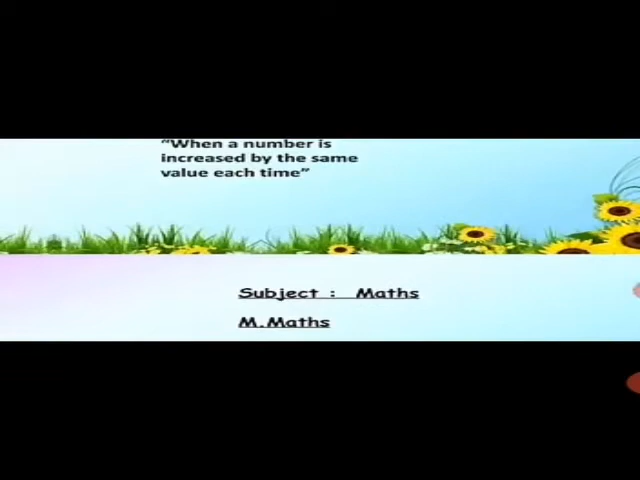 “When a number is
increased by the same
value each time”
Subject :  Maths
M.Maths